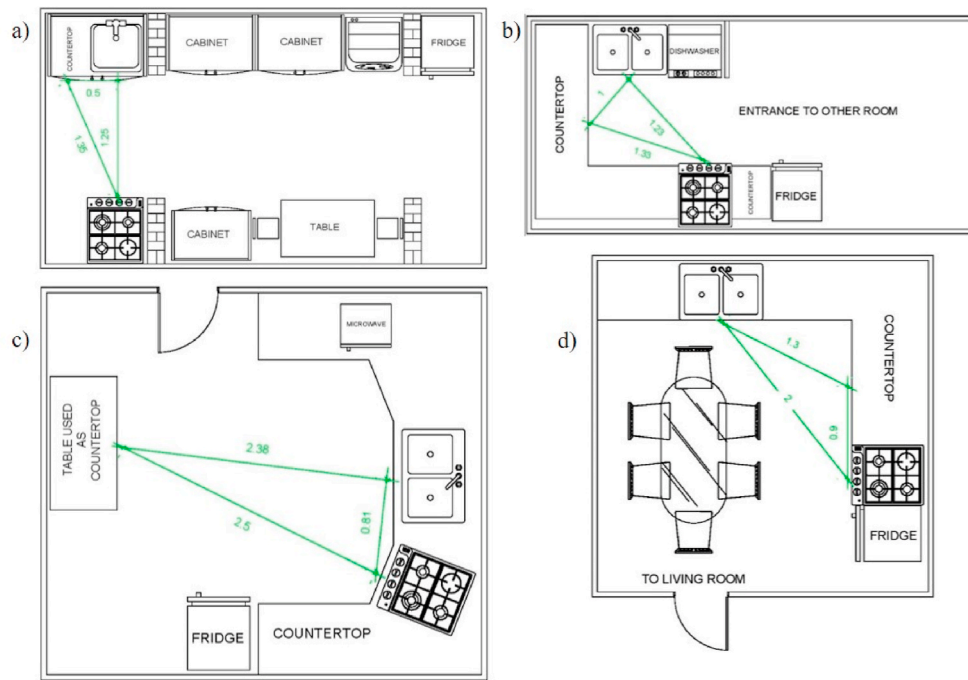 a)
COUNTERTOP
CABINET
CABINET
FRIDGE
0.5
1.25
CABINET
TABLE
b)
DISHWASHER
COUNTERTOP
ENTRANCE TO OTHER ROOM
1
1.23
1.33
COUNTERTOP
FRIDGE
c)
MICROWAVE
TABLE USED
AS
COUNTERTOP
2.38
0.81
2.5
FRIDGE
COUNTERTOP
d)
COUNTERTOP
1.3
2
0.9
FRIDGE
TO LIVING ROOM